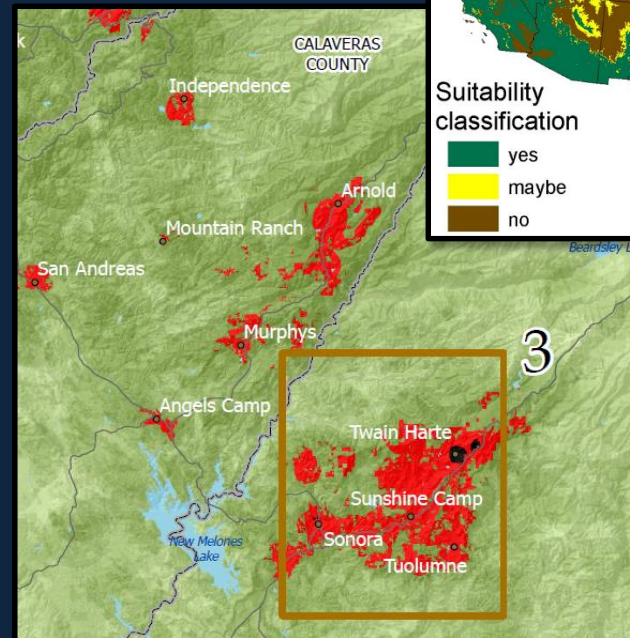 k
CALAVERAS
COUNTY
Independence
Suitability
classification
yes
maybe
no
Arnold
Mountain Ranch
Beardsley L
San Andreas
Murphys
3
Angels Camp
Twain Harte
Sunshine Camp
Sonora
New Melones
Lake
Tuolumne